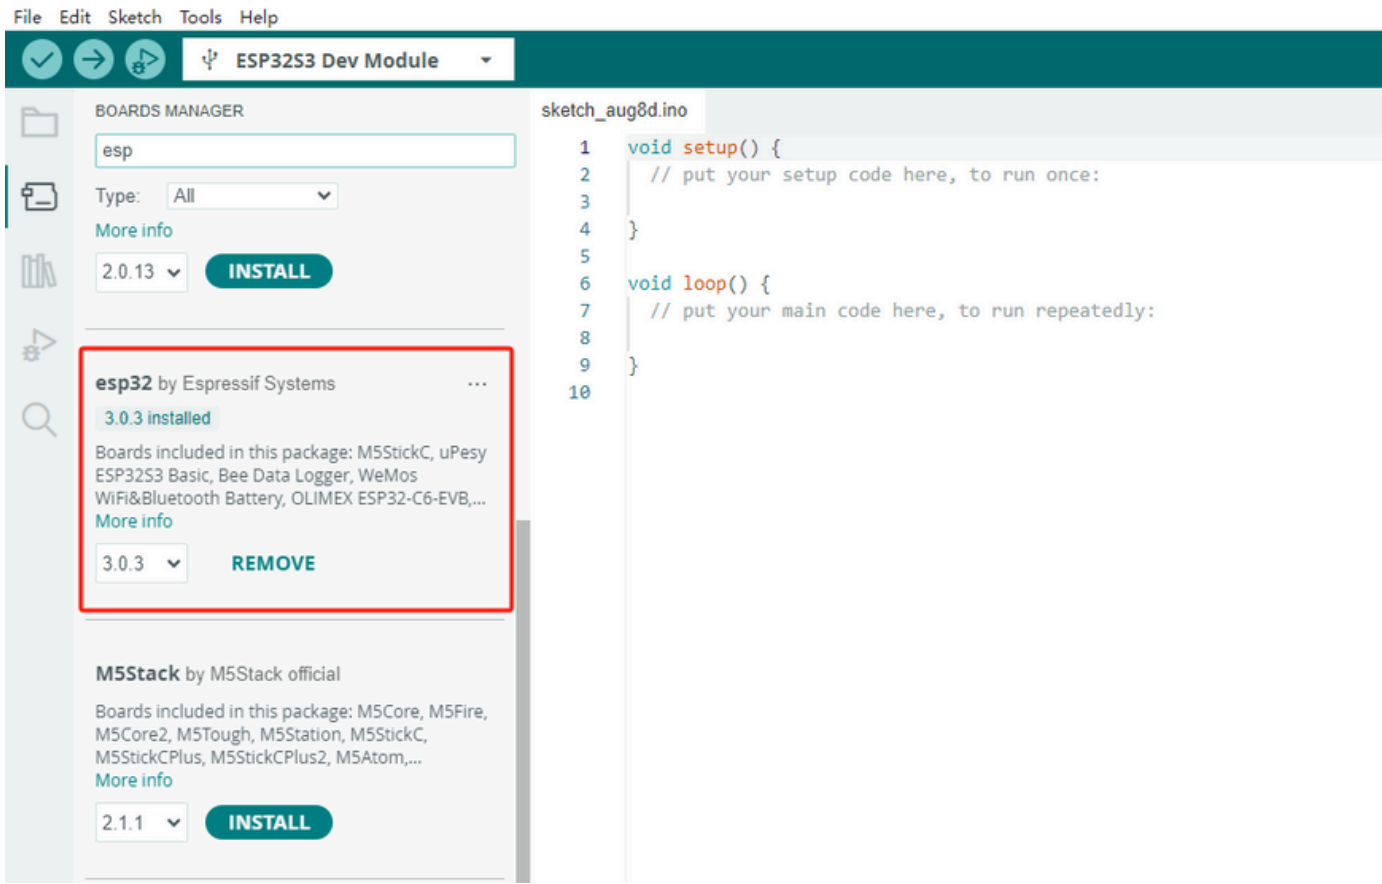 File Edit Sketch Tools Help
ESP32S3 Dev Module
BOARDS MANAGER
esp
Type: All
More info
2.0.13 INSTALL
esp32 by Espressif Systems ...
3.0.3 installed
Boards included in this package: M5StickC, uPesy
ESP32S3 Basic, Bee Data Logger, WeMos
WiFi&Bluetooth Battery, OLIMEX ESP32-C6-EVB,...
More info
3.0.3 REMOVE
M5Stack by M5Stack official
Boards included in this package: M5Core, M5Fire,
M5Core2, M5Tough, M5Station, M5StickC,
M5StickCPlus, M5StickCPlus2, M5Atom,...
More info
2.1.1 INSTALL
sketch_aug8d.ino
1 void setup() {
2 // put your setup code here, to run once:
3
4 }
5
6 void loop() {
7 // put your main code here, to run repeatedly:
8
9 }
10